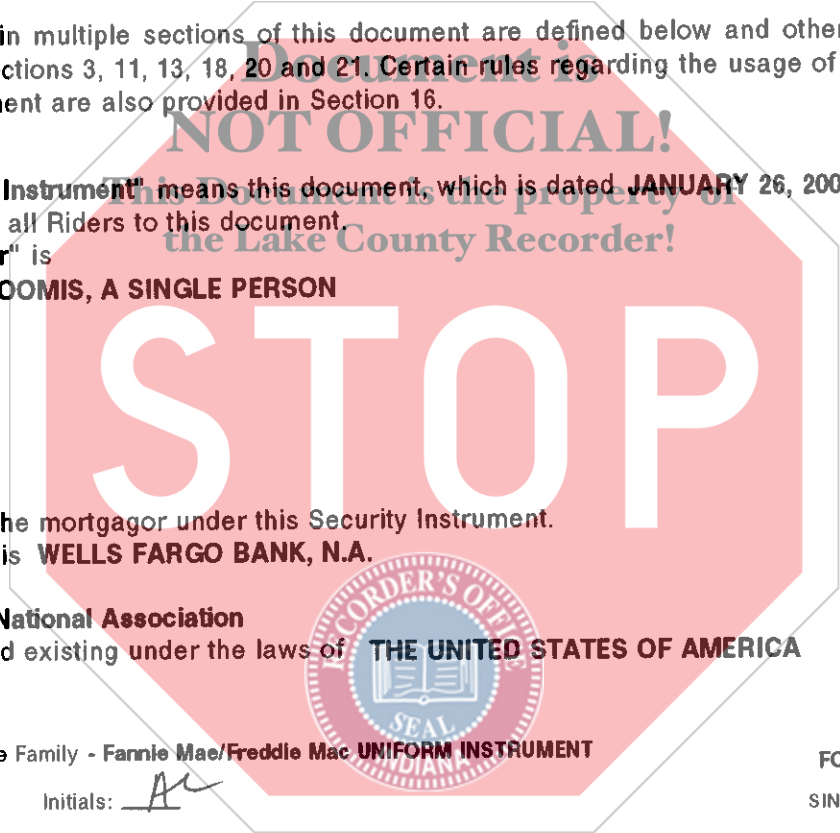 in multiple sections of this document are defined below and other
ctions 3, 11, 13, 18, 20 and 21. Certain rules regarding the usage of
ent are also provided in Section 16.
Document is
NOT OFFICIAL!
This Document is the property of
the Lake County Recorder!
Instrument" means this document, which is dated JANUARY 26, 200
all Riders to this document.
r" is
OOMIS, A SINGLE PERSON
STOP
he mortgagor under this Security Instrument.
is WELLS FARGO BANK, N.A.
National Association
d existing under the laws of THE UNITED STATES OF AMERICA
RECORDER'S OFFICE
SEAL
INDIANA
e Family - Fannie Mae/Freddie Mac UNIFORM INSTRUMENT
FO
Initials: AL
SIN